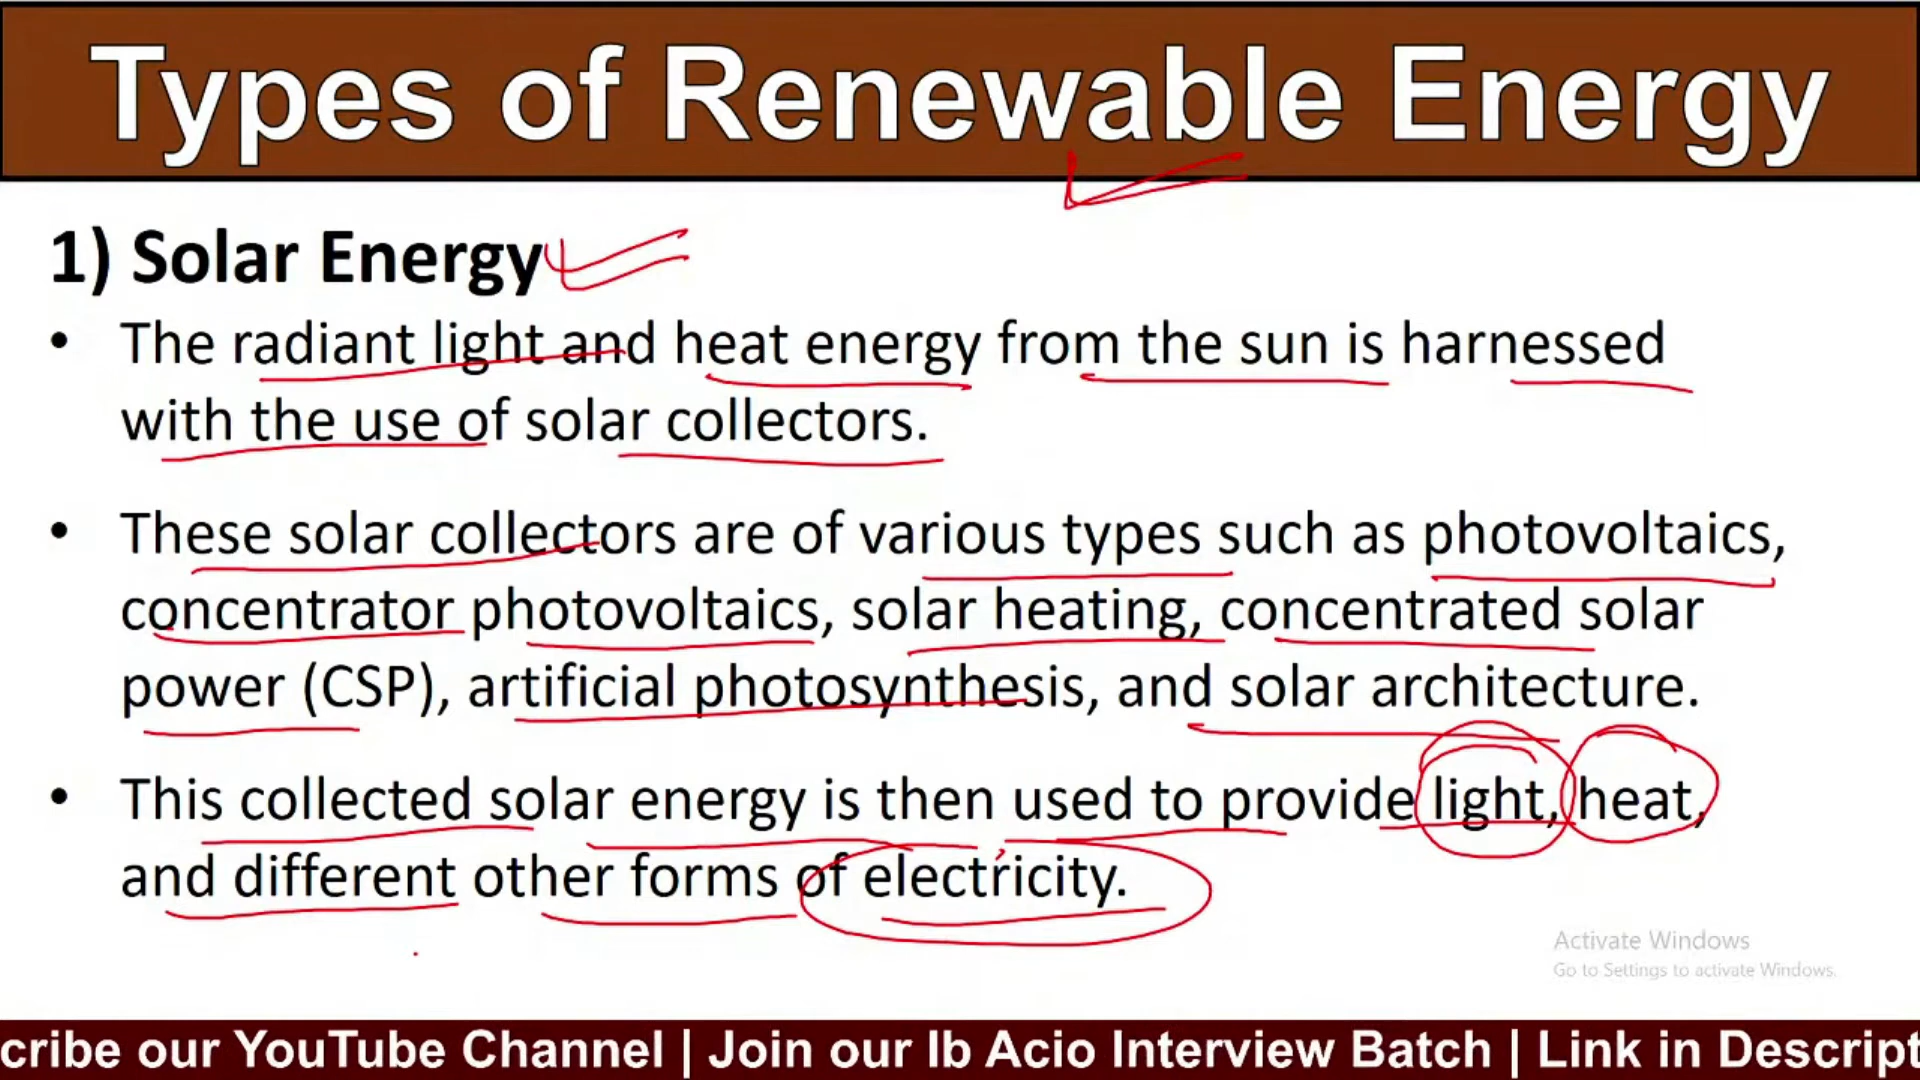 Types of Renewable Energy
1) Solar Energy
• The radiant light and heat energy from the sun is harnessed
with the use of solar collectors.
• These solar collectors are of various types such as photovoltaics,
concentrator photovoltaics, solar heating, concentrated solar
power (CSP), artificial photosynthesis, and solar architecture.
• This collected solar energy is then used to provide light, heat,
and different other forms of electricity.
Activate Windows
Go to Settings to activate Windows.
cribe our YouTube Channel | Join our Ib Acio Interview Batch | Link in Descript